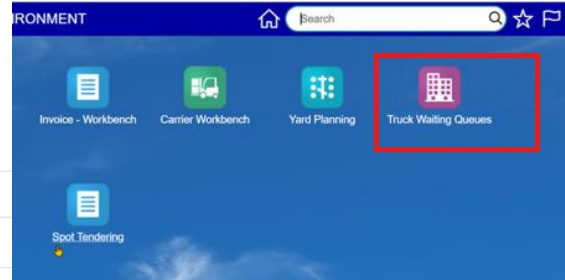 IRONMENT
Search
Invoice - Workbench
Carrier Workbench
Yard Planning
Truck Waiting Queues
Spot Tendering